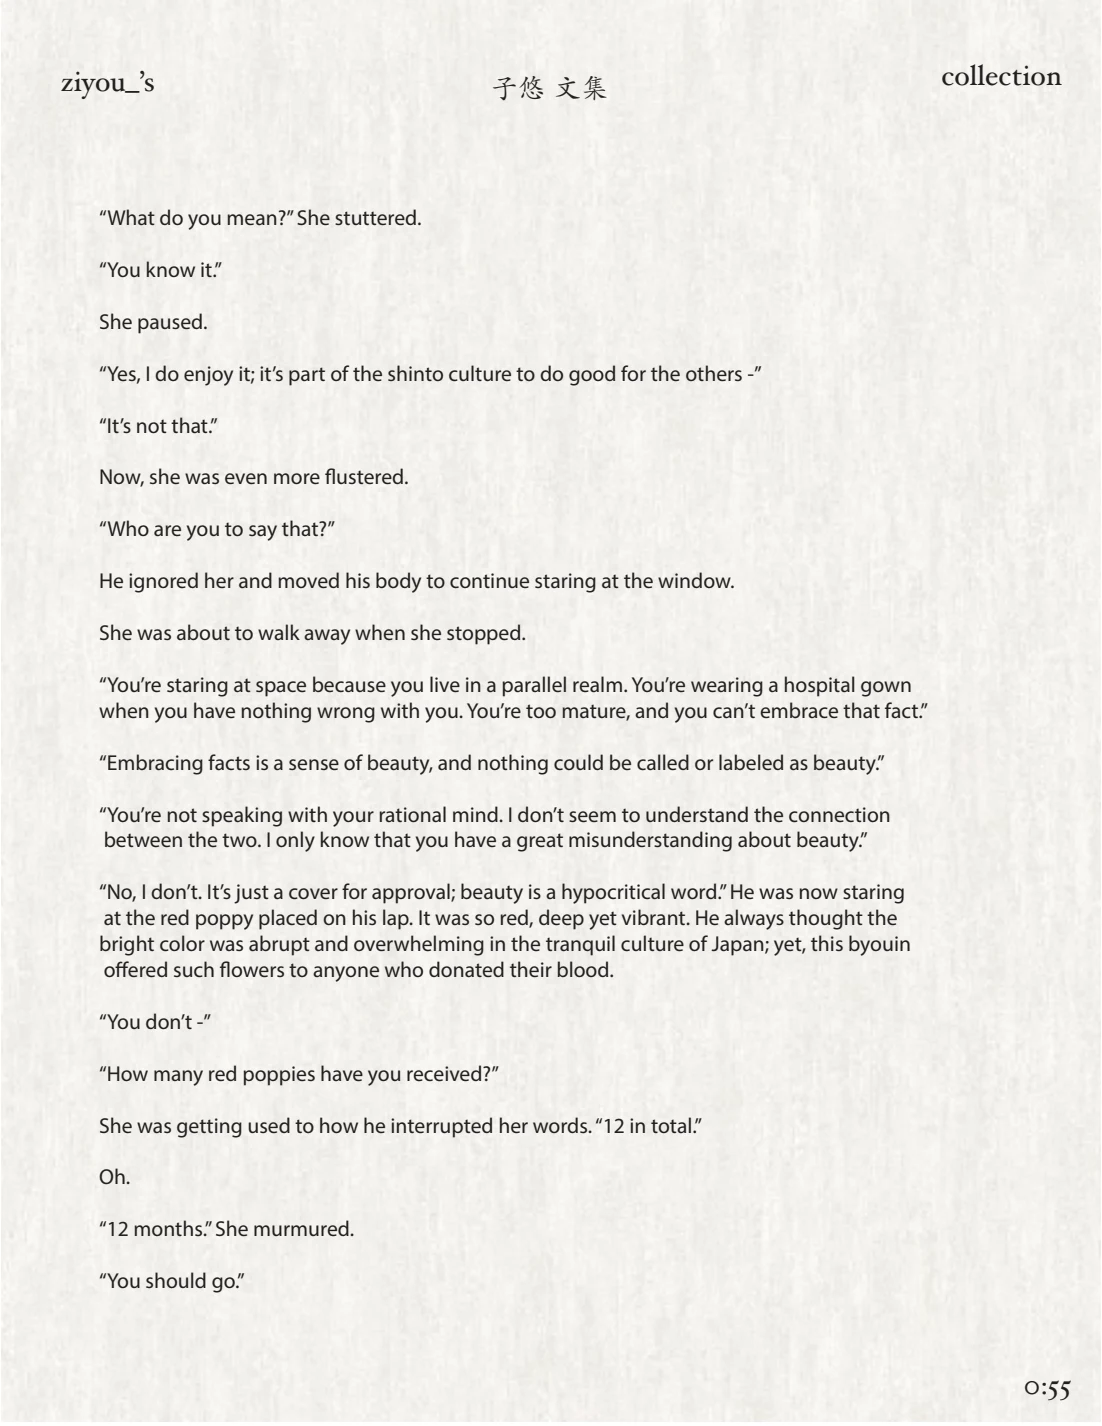 ziyou_’s
子悠 文集
collection
“What do you mean?” She stuttered.
“You know it.”
She paused.
“Yes, I do enjoy it; it’s part of the shinto culture to do good for the others -”
“It’s not that.”
Now, she was even more flustered.
“Who are you to say that?”
He ignored her and moved his body to continue staring at the window.
She was about to walk away when she stopped.
“You’re staring at space because you live in a parallel realm. You’re wearing a hospital gown
when you have nothing wrong with you. You’re too mature, and you can’t embrace that fact.”
“Embracing facts is a sense of beauty, and nothing could be called or labeled as beauty.”
“You’re not speaking with your rational mind. I don’t seem to understand the connection
between the two. I only know that you have a great misunderstanding about beauty.”
“No, I don’t. It’s just a cover for approval; beauty is a hypocritical word.” He was now staring
at the red poppy placed on his lap. It was so red, deep yet vibrant. He always thought the
bright color was abrupt and overwhelming in the tranquil culture of Japan; yet, this byouin
offered such flowers to anyone who donated their blood.
“You don’t -”
“How many red poppies have you received?”
She was getting used to how he interrupted her words. “12 in total.”
Oh.
“12 months.” She murmured.
“You should go.”
0:55